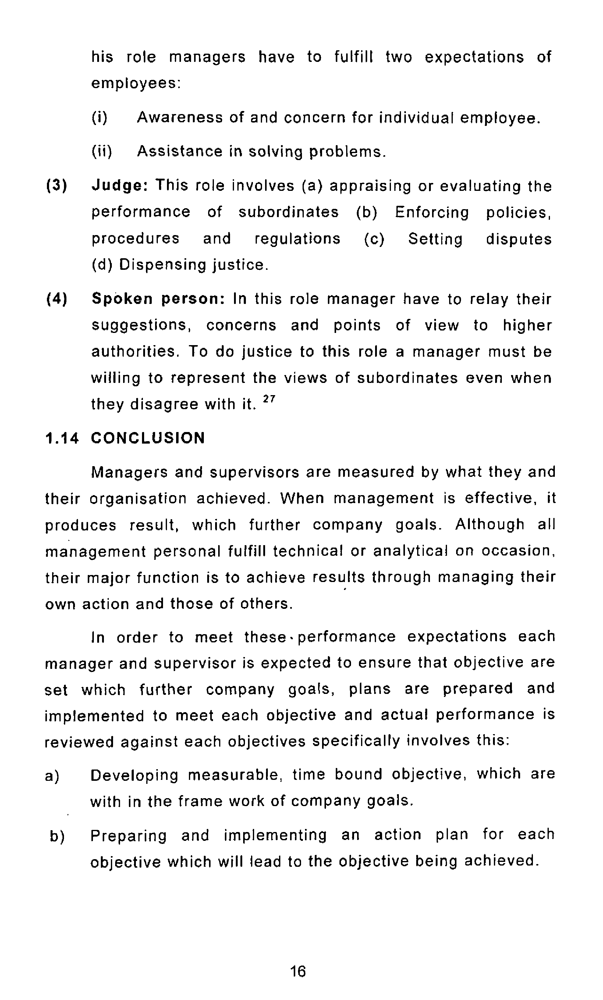 his role managers have to fulfill two expectations of
employees:
(i) Awareness of and concern for individual employee.
(ii) Assistance in solving problems.
(3) Judge: This role involves (a) appraising or evaluating the
performance of subordinates (b) Enforcing policies,
procedures and regulations (c) Setting disputes
(d) Dispensing justice.
(4) Spoken person: In this role manager have to relay their
suggestions, concerns and points of view to higher
authorities. To do justice to this role a manager must be
willing to represent the views of subordinates even when
they disagree with it. 27
1.14 CONCLUSION
Managers and supervisors are measured by what they and
their organisation achieved. When management is effective, it
produces result, which further company goals. Although all
management personal fulfill technical or analytical on occasion,
their major function is to achieve results through managing their
own action and those of others.
In order to meet these performance expectations each
manager and supervisor is expected to ensure that objective are
set which further company goals, plans are prepared and
implemented to meet each objective and actual performance is
reviewed against each objectives specifically involves this:
a) Developing measurable, time bound objective, which are
with in the frame work of company goals.
b) Preparing and implementing an action plan for each
objective which will lead to the objective being achieved.
16